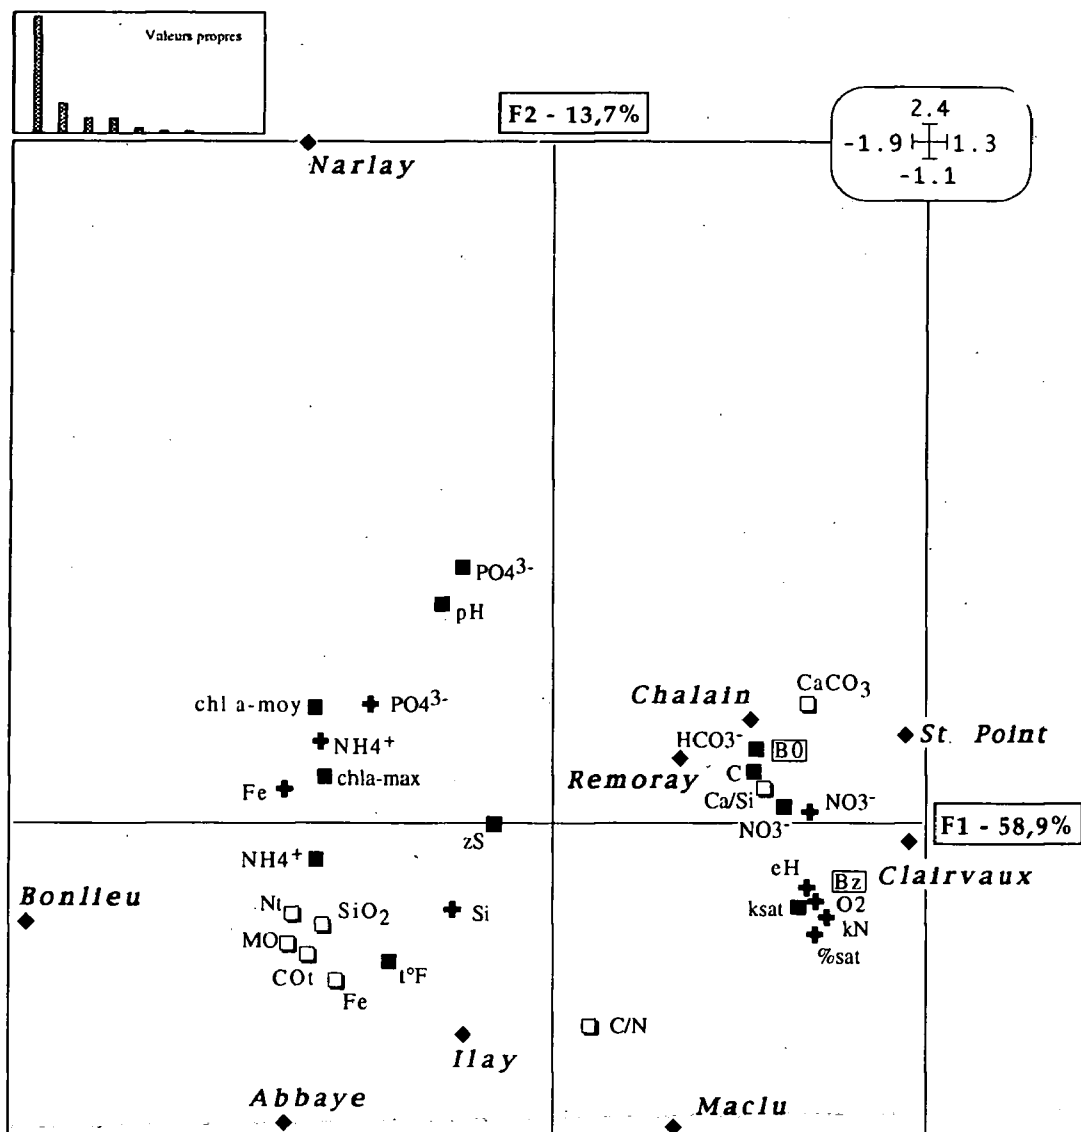 Valeurs propres
F2 - 13,7%
2.4
-1.9 1.3
-1.1
Narlay
PO4³⁻
pH
chl a-moy
PO4³⁻
NH4⁺
chla-max
Fe
CaCO₃
Chalain
St. Point
HCO3⁻
B0
C
Remoray
Ca/Si
NO3⁻
NO3⁻
F1 - 58,9%
zS
NH4⁺
eH
Bz
Clairvaux
Bonlieu
Nt
SiO₂
Si
ksat
O2
kN
MO
%sat
COt
t°F
Fe
C/N
Ilay
Abbaye
Maclu